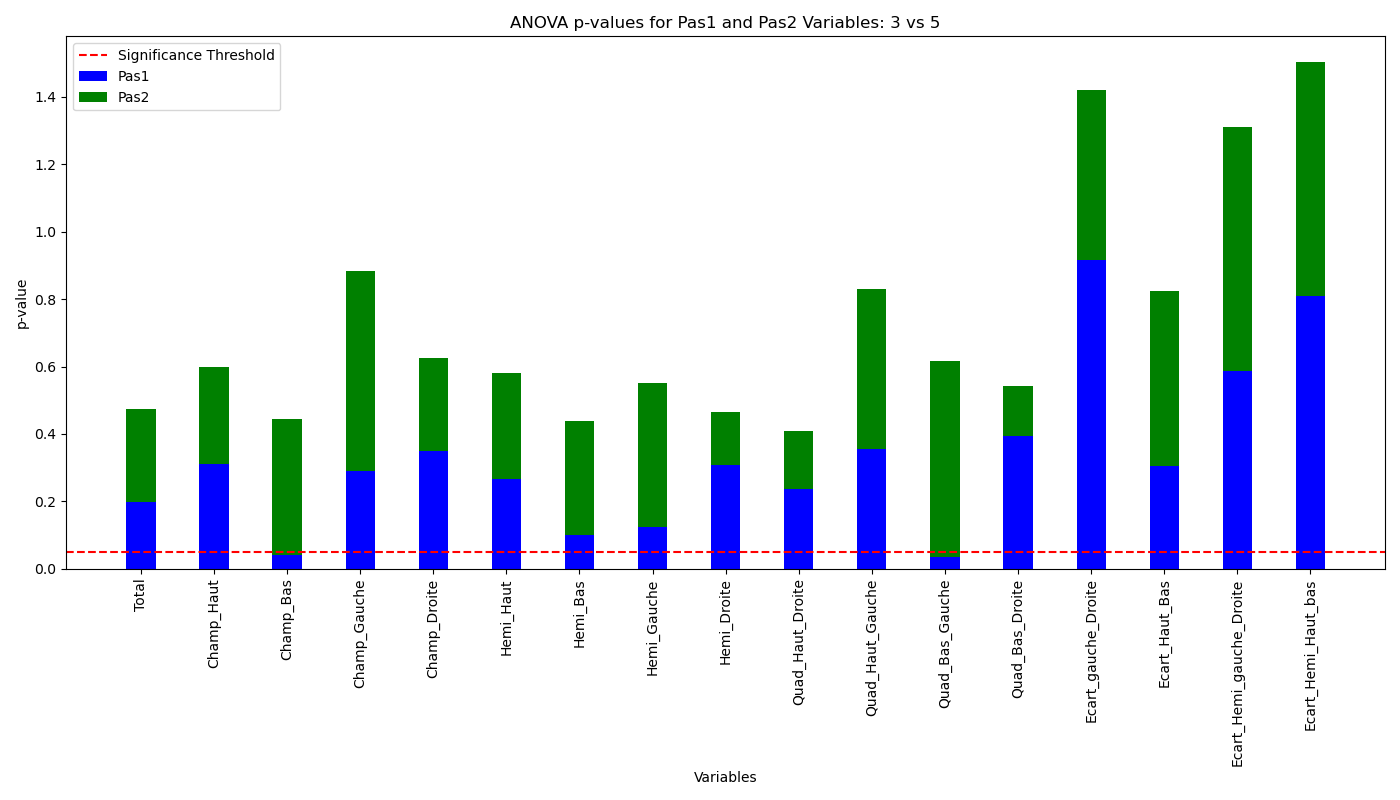 ANOVA p-values for Pas1 and Pas2 Variables: 3 vs 5
Significance Threshold
Pas1
Pas2
p-value
1.4
1.2
1.0
0.8
0.6
0.4
0.2
0.0
Total
Champ_Haut
Champ_Bas
Champ_Gauche
Champ_Droite
Hemi_Haut
Hemi_Bas
Hemi_Gauche
Hemi_Droite
Quad_Haut_Droite
Quad_Haut_Gauche
Quad_Bas_Gauche
Quad_Bas_Droite
Ecart_gauche_Droite
Ecart_Haut_Bas
Ecart_Hemi_gauche_Droite
Ecart_Hemi_Haut_bas
Variables